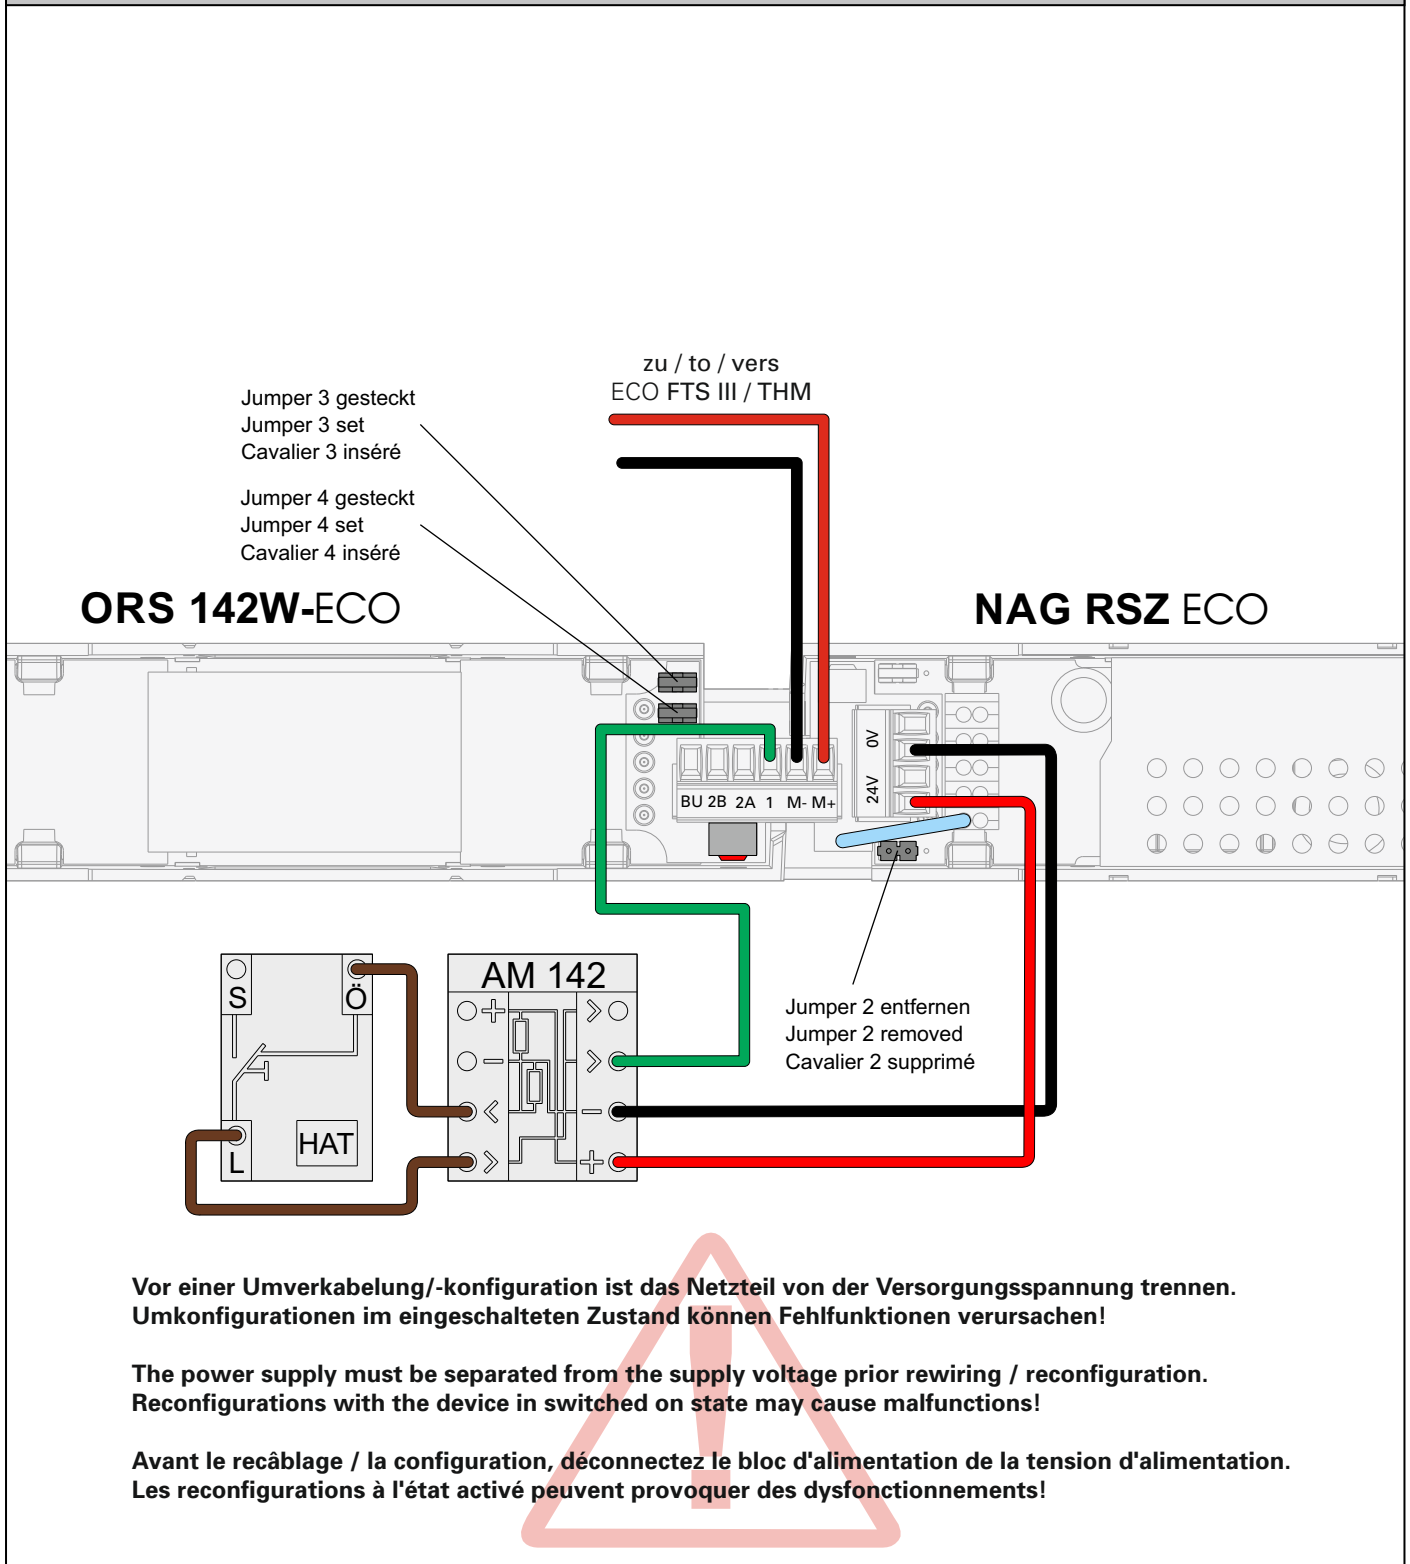 zu / to / vers
ECO FTS III / THM
Jumper 3 gesteckt
Jumper 3 set
Cavalier 3 inséré
Jumper 4 gesteckt
Jumper 4 set
Cavalier 4 inséré
ORS 142W-ECO
NAG RSZ ECO
0V
24V
BU 2B 2A 1 M- M+
AM 142
S
Ö
L
HAT
Jumper 2 entfernen
Jumper 2 removed
Cavalier 2 supprimé
Vor einer Umverkabelung/-konfiguration ist das Netzteil von der Versorgungsspannung trennen.
Umkonfigurationen im eingeschalteten Zustand können Fehlfunktionen verursachen!
The power supply must be separated from the supply voltage prior rewiring / reconfiguration.
Reconfigurations with the device in switched on state may cause malfunctions!
Avant le recâblage / la configuration, déconnectez le bloc d'alimentation de la tension d'alimentation.
Les reconfigurations à l'état activé peuvent provoquer des dysfonctionnements!